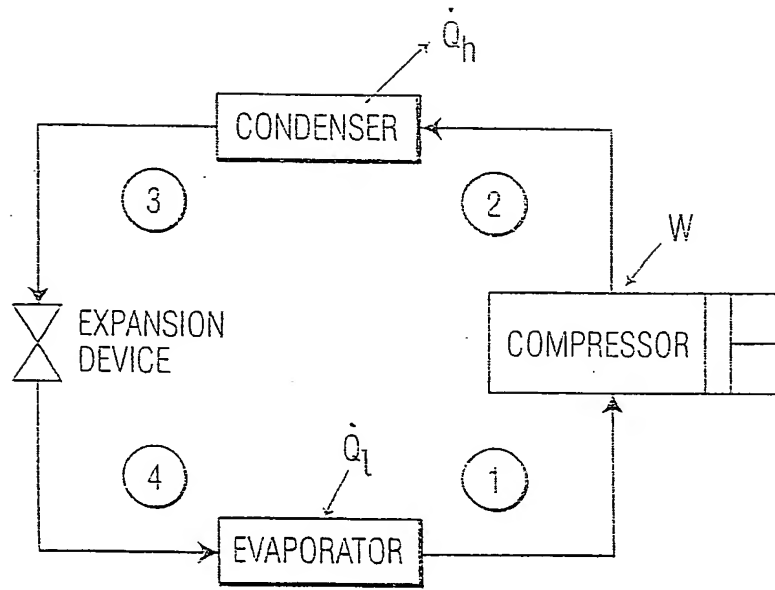 Q̇h
CONDENSER
3
2
W
EXPANSION
DEVICE
COMPRESSOR
4
Q̇l
1
EVAPORATOR